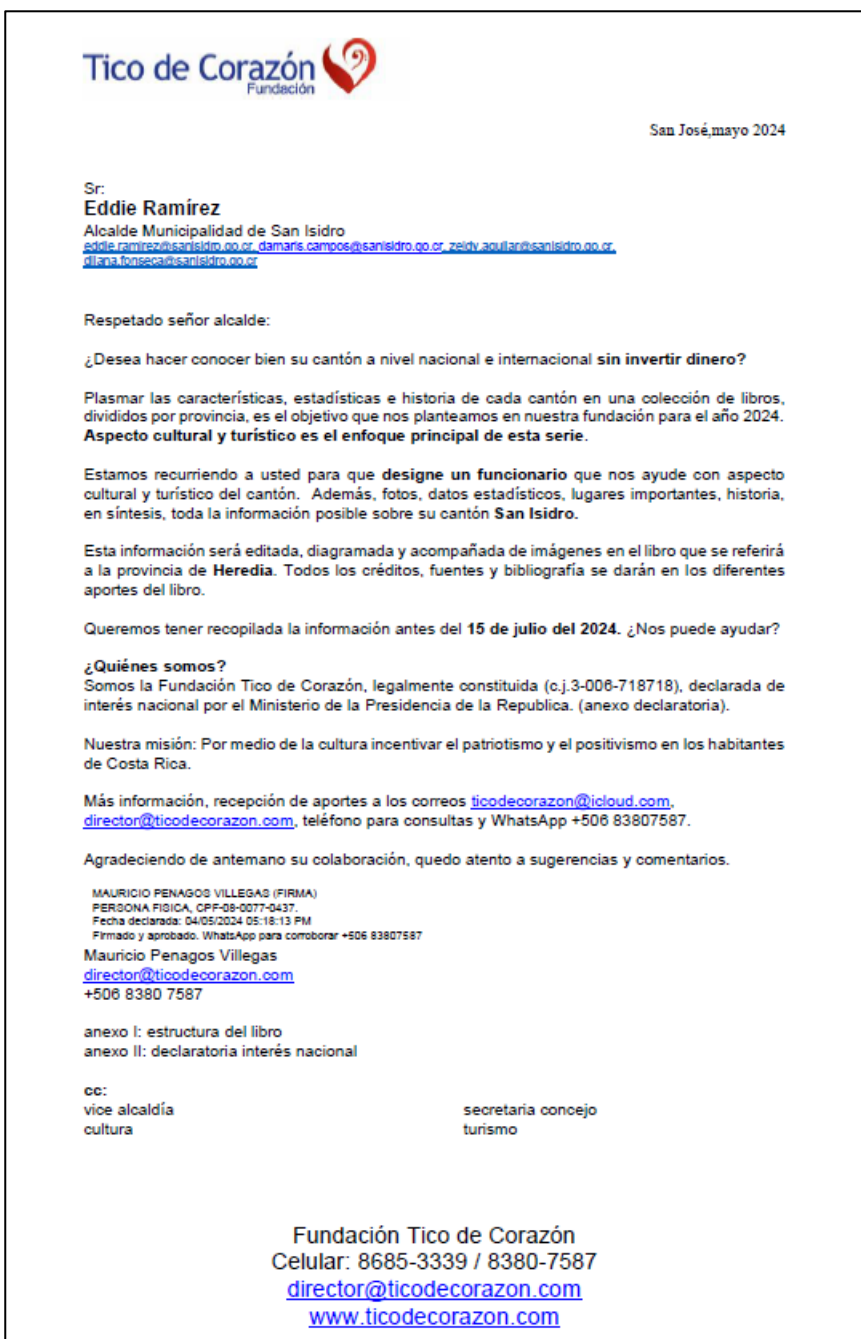 Tico de Corazón
Fundación
San José,mayo 2024
Sr:
Eddie Ramírez
Alcalde Municipalidad de San Isidro
eddie.ramirez@sanisidro.go.cr, damaris.campos@sanisidro.go.cr, zeidy.aguilar@sanisidro.go.cr,
diana.fonseca@sanisidro.go.cr
Respetado señor alcalde:
¿Desea hacer conocer bien su cantón a nivel nacional e internacional sin invertir dinero?
Plasmar las características, estadísticas e historia de cada cantón en una colección de libros,
divididos por provincia, es el objetivo que nos planteamos en nuestra fundación para el año 2024.
Aspecto cultural y turístico es el enfoque principal de esta serie.
Estamos recurriendo a usted para que designe un funcionario que nos ayude con aspecto
cultural y turístico del cantón. Además, fotos, datos estadísticos, lugares importantes, historia,
en síntesis, toda la información posible sobre su cantón San Isidro.
Esta información será editada, diagramada y acompañada de imágenes en el libro que se referirá
a la provincia de Heredia. Todos los créditos, fuentes y bibliografía se darán en los diferentes
aportes del libro.
Queremos tener recopilada la información antes del 15 de julio del 2024. ¿Nos puede ayudar?
¿Quiénes somos?
Somos la Fundación Tico de Corazón, legalmente constituida (c.j.3-006-718718), declarada de
interés nacional por el Ministerio de la Presidencia de la Republica. (anexo declaratoria).
Nuestra misión: Por medio de la cultura incentivar el patriotismo y el positivismo en los habitantes
de Costa Rica.
Más información, recepción de aportes a los correos ticodecorazon@icloud.com,
director@ticodecorazon.com, teléfono para consultas y WhatsApp +506 83807587.
Agradeciendo de antemano su colaboración, quedo atento a sugerencias y comentarios.
MAURICIO PENAGOS VILLEGAS (FIRMA)
PERSONA FISICA, CPF-08-0077-0437.
Fecha declarada: 04/05/2024 05:18:13 PM
Firmado y aprobado. WhatsApp para corroborar +506 83807587
Mauricio Penagos Villegas
director@ticodecorazon.com
+506 8380 7587
anexo I: estructura del libro
anexo II: declaratoria interés nacional
cc:
vice alcaldía secretaria concejo
cultura turismo
Fundación Tico de Corazón
Celular: 8685-3339 / 8380-7587
director@ticodecorazon.com
www.ticodecorazon.com